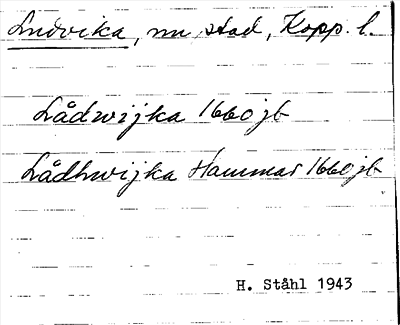 Ludvika, nu stad, Kopp. l.
Lådwijka 1660 jb
Lådhwijka Hammar 1660 jb
H. Ståhl 1943